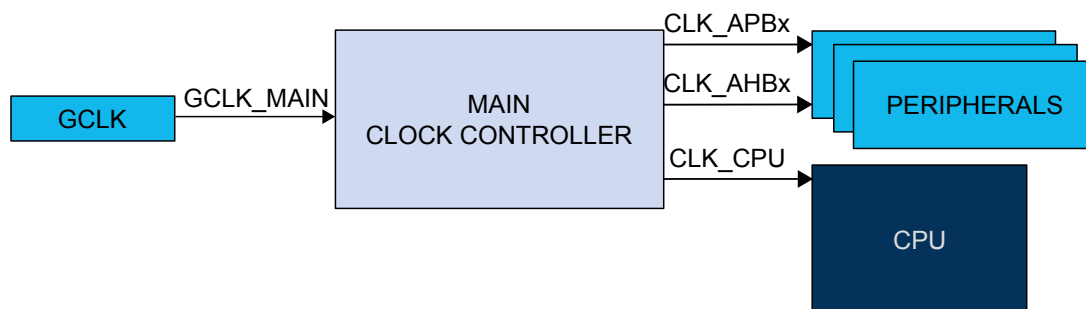 CLK_APBx
GCLK_MAIN
CLK_AHBx
GCLK
MAIN
CLOCK CONTROLLER
PERIPHERALS
CLK_CPU
CPU